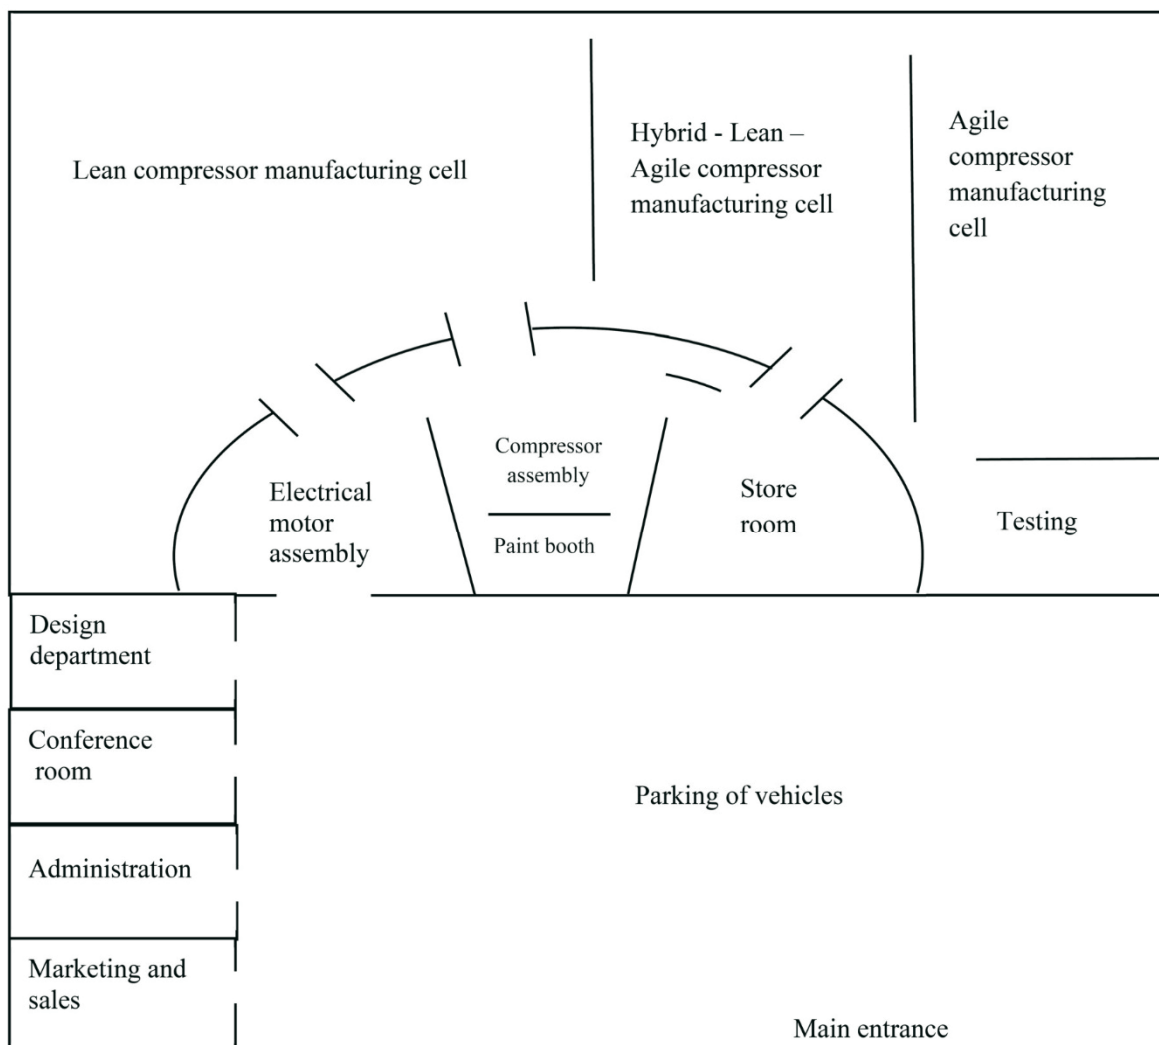 Lean compressor manufacturing cell
Hybrid - Lean –
Agile compressor
manufacturing cell
Agile
compressor
manufacturing
cell
Electrical
motor
assembly
Compressor
assembly
Paint booth
Store
room
Testing
Design
department
Conference
room
Administration
Marketing and
sales
Parking of vehicles
Main entrance